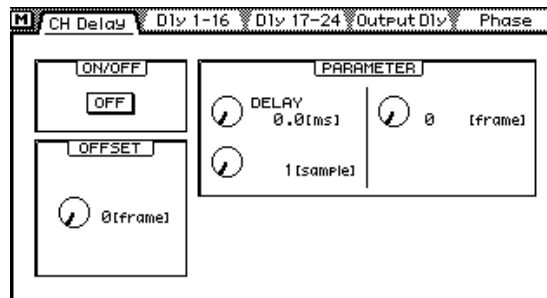 M CH Delay Dly 1-16 Dly 17-24 Output Dly Phase
ON/OFF
OFF
OFFSET
0[frame]
PARAMETER
DELAY
0.0[ms]
1[sample]
0 [frame]